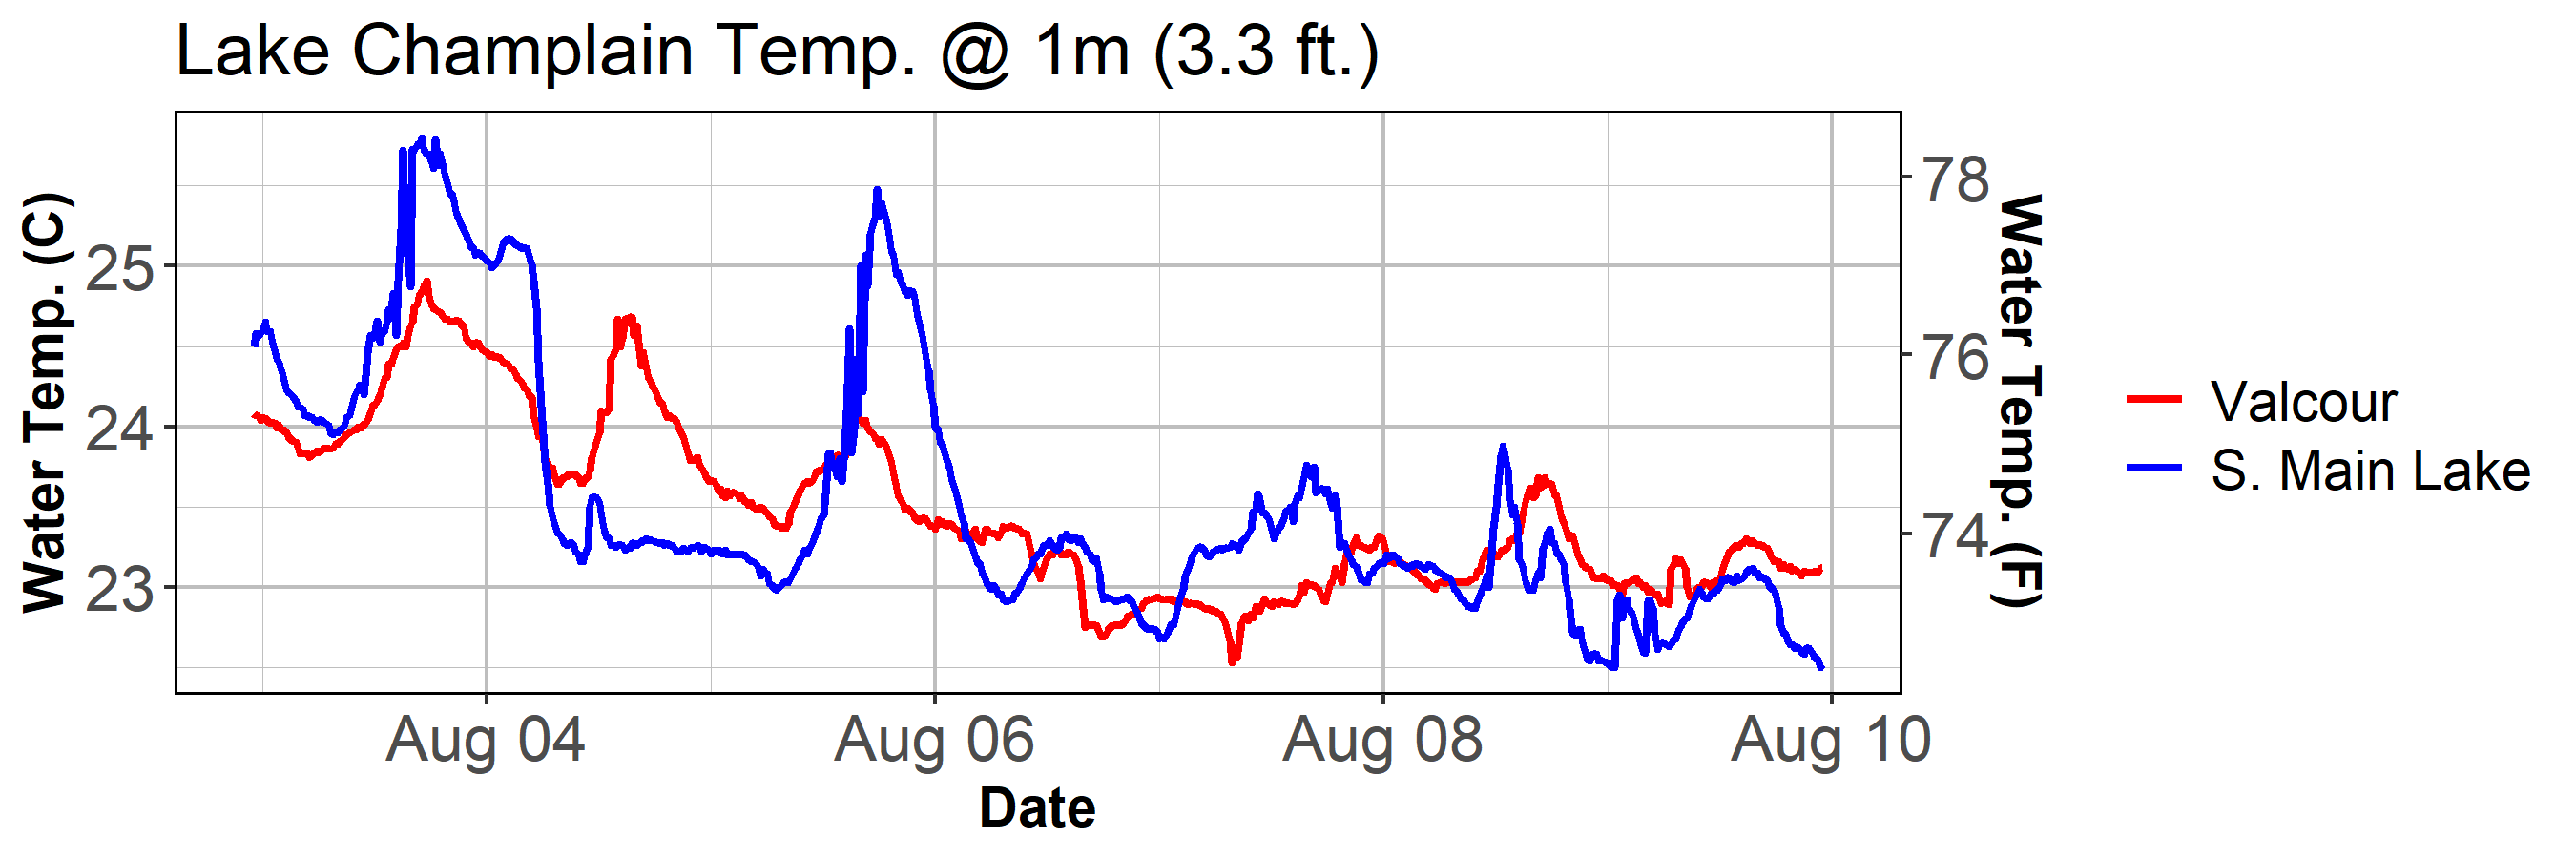 Lake Champlain Temp. @ 1m (3.3 ft.)
Water Temp. (C)
25
24
23
78
76
74
Water Temp. (F)
Valcour
S. Main Lake
Aug 04
Aug 06
Aug 08
Aug 10
Date